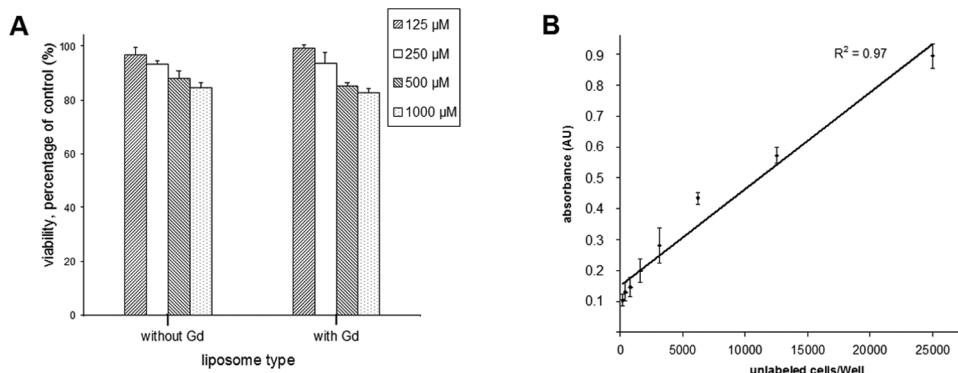 A
viability, percentage of control (%)
100
80
60
40
20
0
without Gd
with Gd
liposome type
125 µM
250 µM
500 µM
1000 µM
B
absorbance (AU)
0.9
0.8
0.7
0.6
0.5
0.4
0.3
0.2
0.1
R² = 0.97
0
5000
10000
15000
20000
25000
unlabeled cells/Well